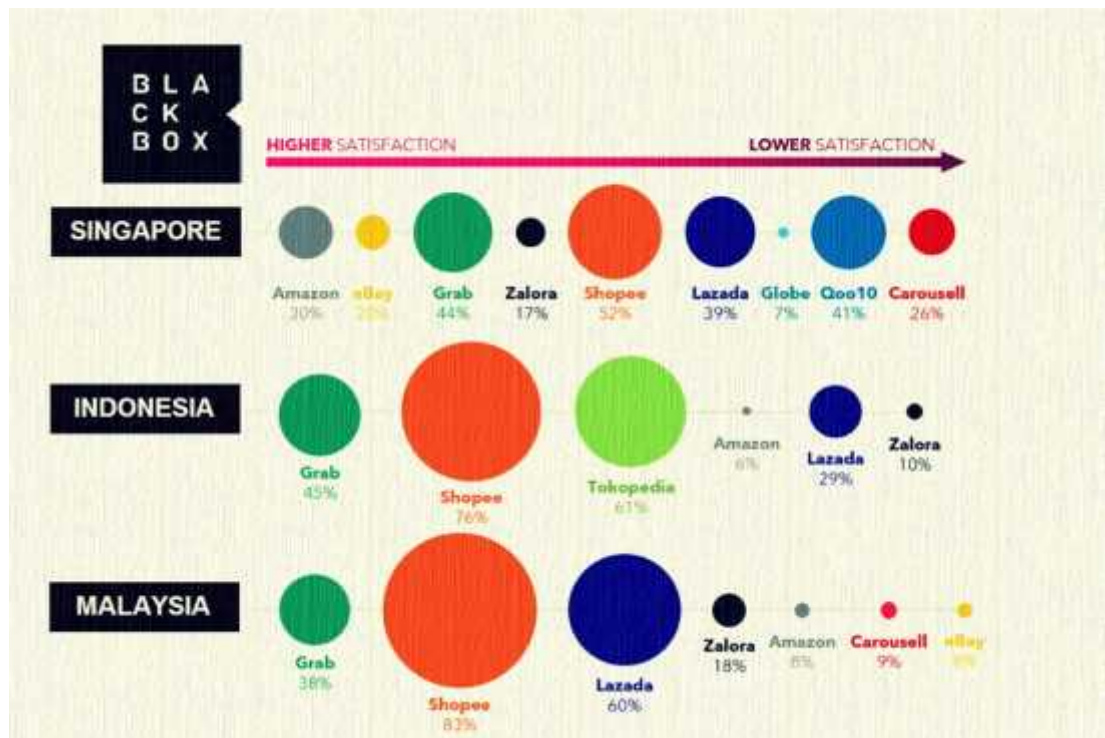 BLA
CK
BOX
HIGHER SATISFACTION
LOWER SATISFACTION
SINGAPORE
Amazon
30%
eBay
Grab
44%
Zalora
17%
Shopee
52%
Lazada
39%
Globe
7%
Qoo10
41%
Carousell
26%
INDONESIA
Grab
45%
Shopee
76%
Tokopedia
61%
Amazon
6%
Lazada
29%
Zalora
10%
MALAYSIA
Grab
38%
Shopee
83%
Lazada
60%
Zalora
18%
Amazon
8%
Carousell
9%
eBay